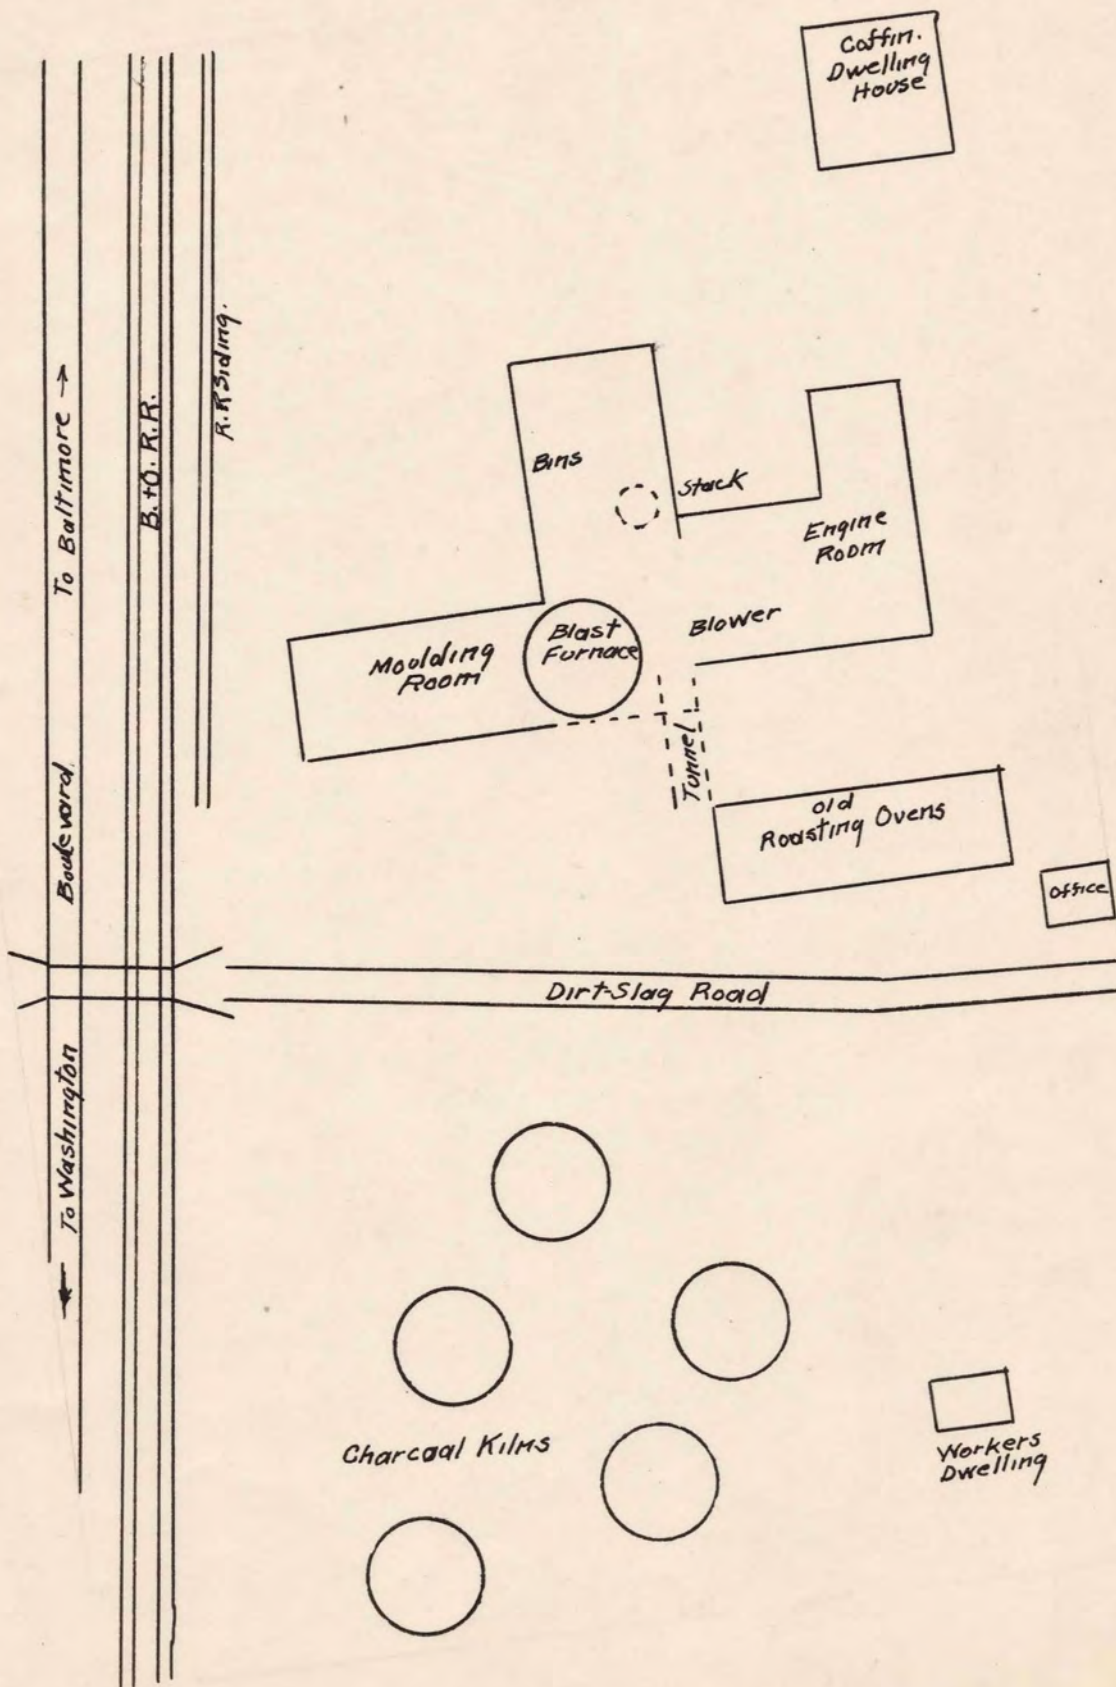 Coffin.
Dwelling
House
R.R Siding.
To Baltimore →
B.+O. R.R.
Bins
Stack
Engine
Room
Blower
Blast
Furnace
Moulding
Room
Tunnel
Old
Roasting Ovens
Office
Boulevard
Dirt-Slag Road
← To Washington
Charcoal Kilns
Workers
Dwelling